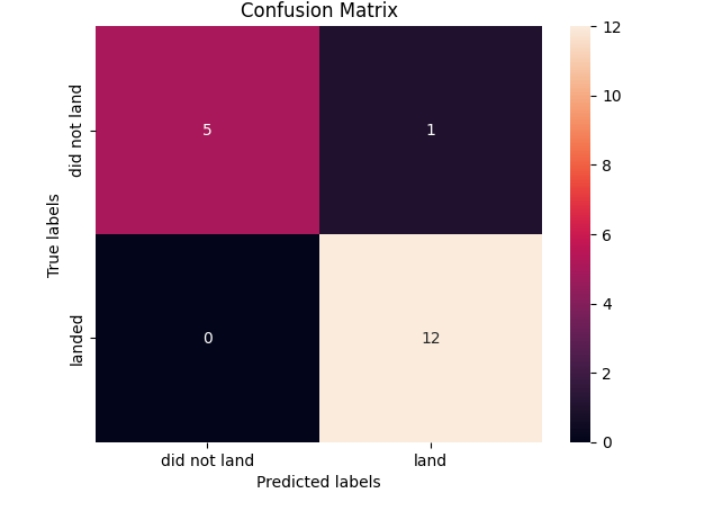 Confusion Matrix
True labels
did not land
landed
5
1
0
12
did not land
land
Predicted labels
12
10
8
6
4
2
0